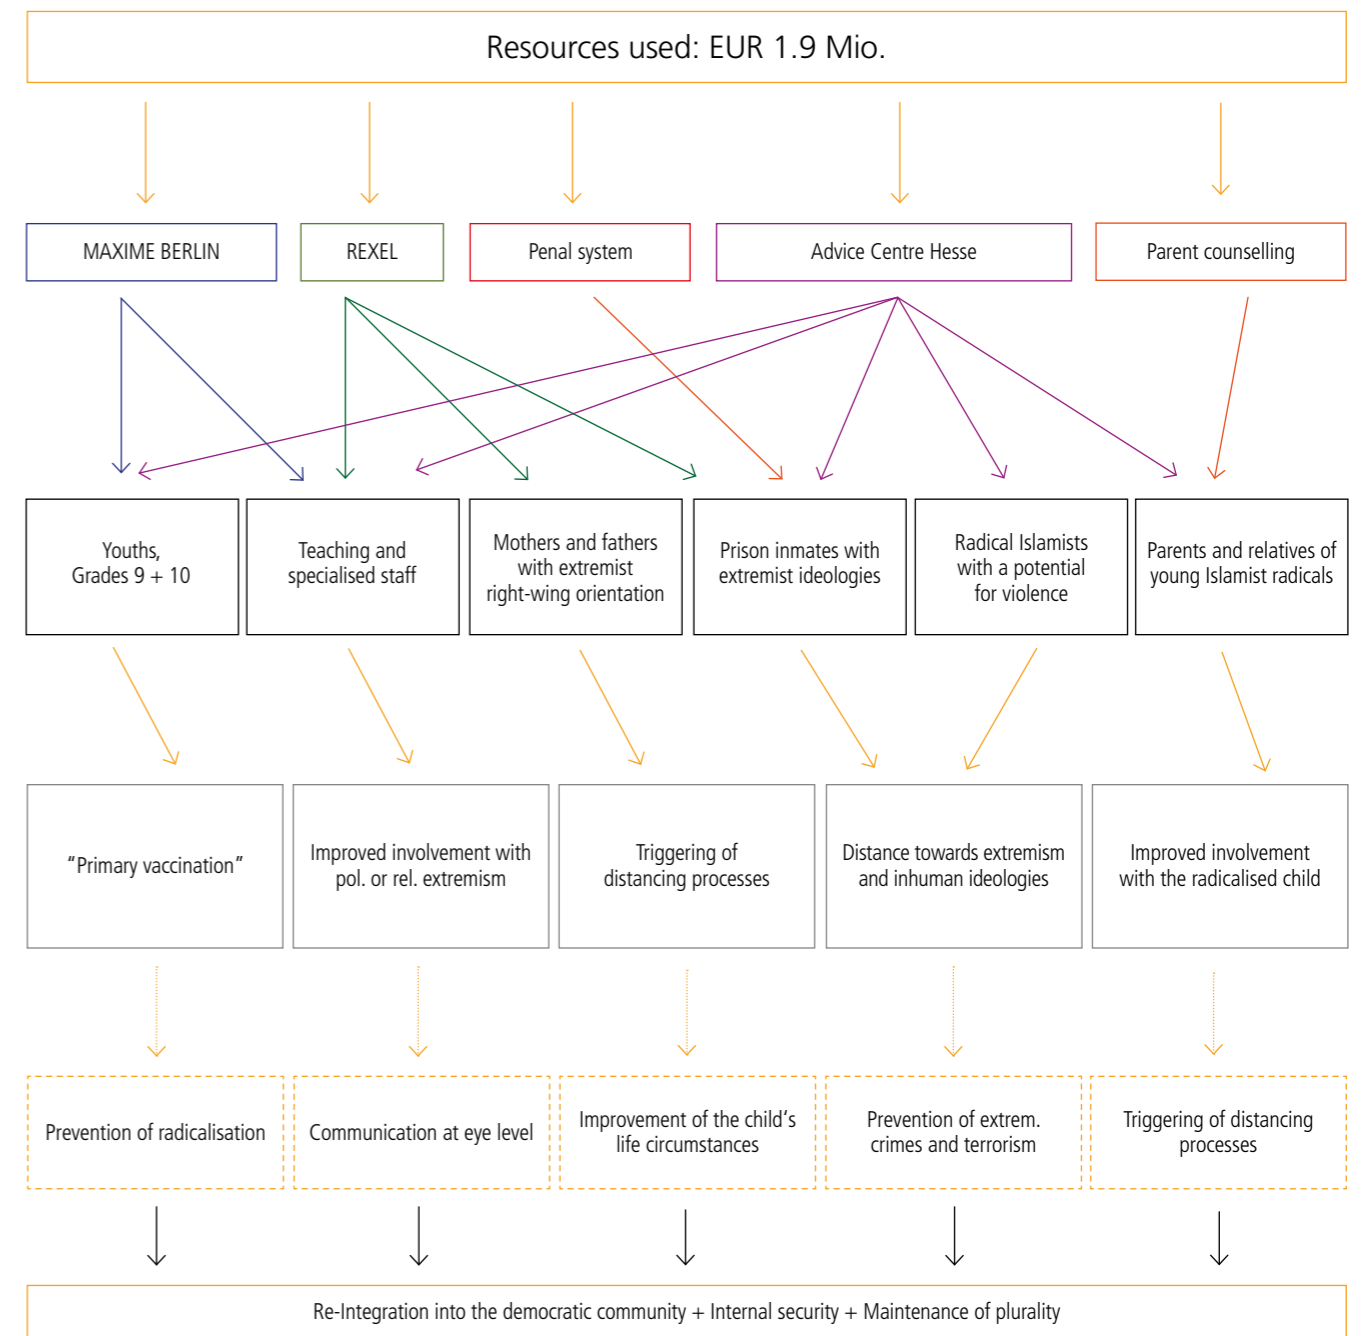 Resources used: EUR 1.9 Mio.
MAXIME BERLIN
REXEL
Penal system
Advice Centre Hesse
Parent counselling
Youths,
Grades 9 + 10
Teaching and
specialised staff
Mothers and fathers
with extremist
right-wing orientation
Prison inmates with
extremist ideologies
Radical Islamists
with a potential
for violence
Parents and relatives of
young Islamist radicals
“Primary vaccination”
Improved involvement with
pol. or rel. extremism
Triggering of
distancing processes
Distance towards extremism
and inhuman ideologies
Improved involvement
with the radicalised child
Prevention of radicalisation
Communication at eye level
Improvement of the child‘s
life circumstances
Prevention of extrem.
crimes and terrorism
Triggering of distancing
processes
Re-Integration into the democratic community + Internal security + Maintenance of plurality